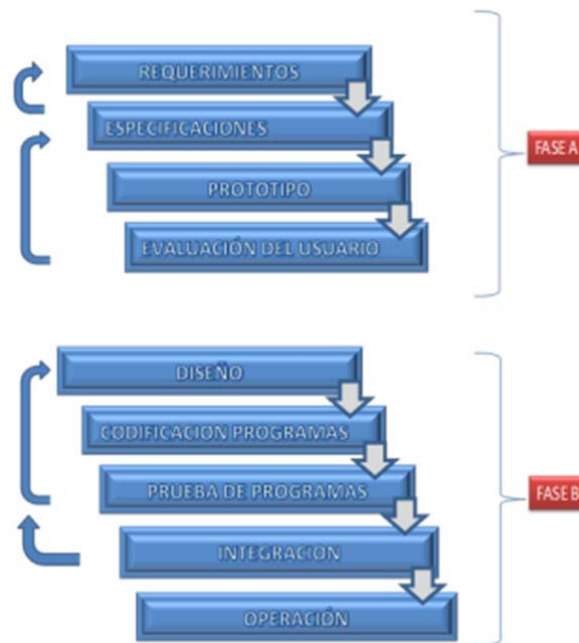 REQUERIMIENTOS
ESPECIFICACIONES
FASE A
PROTOTIPO
EVALUACIÓN DEL USUARIO
DISEÑO
CODIFICACION PROGRAMAS
PRUEBA DE PROGRAMAS
FASE B
INTEGRACION
OPERACIÓN